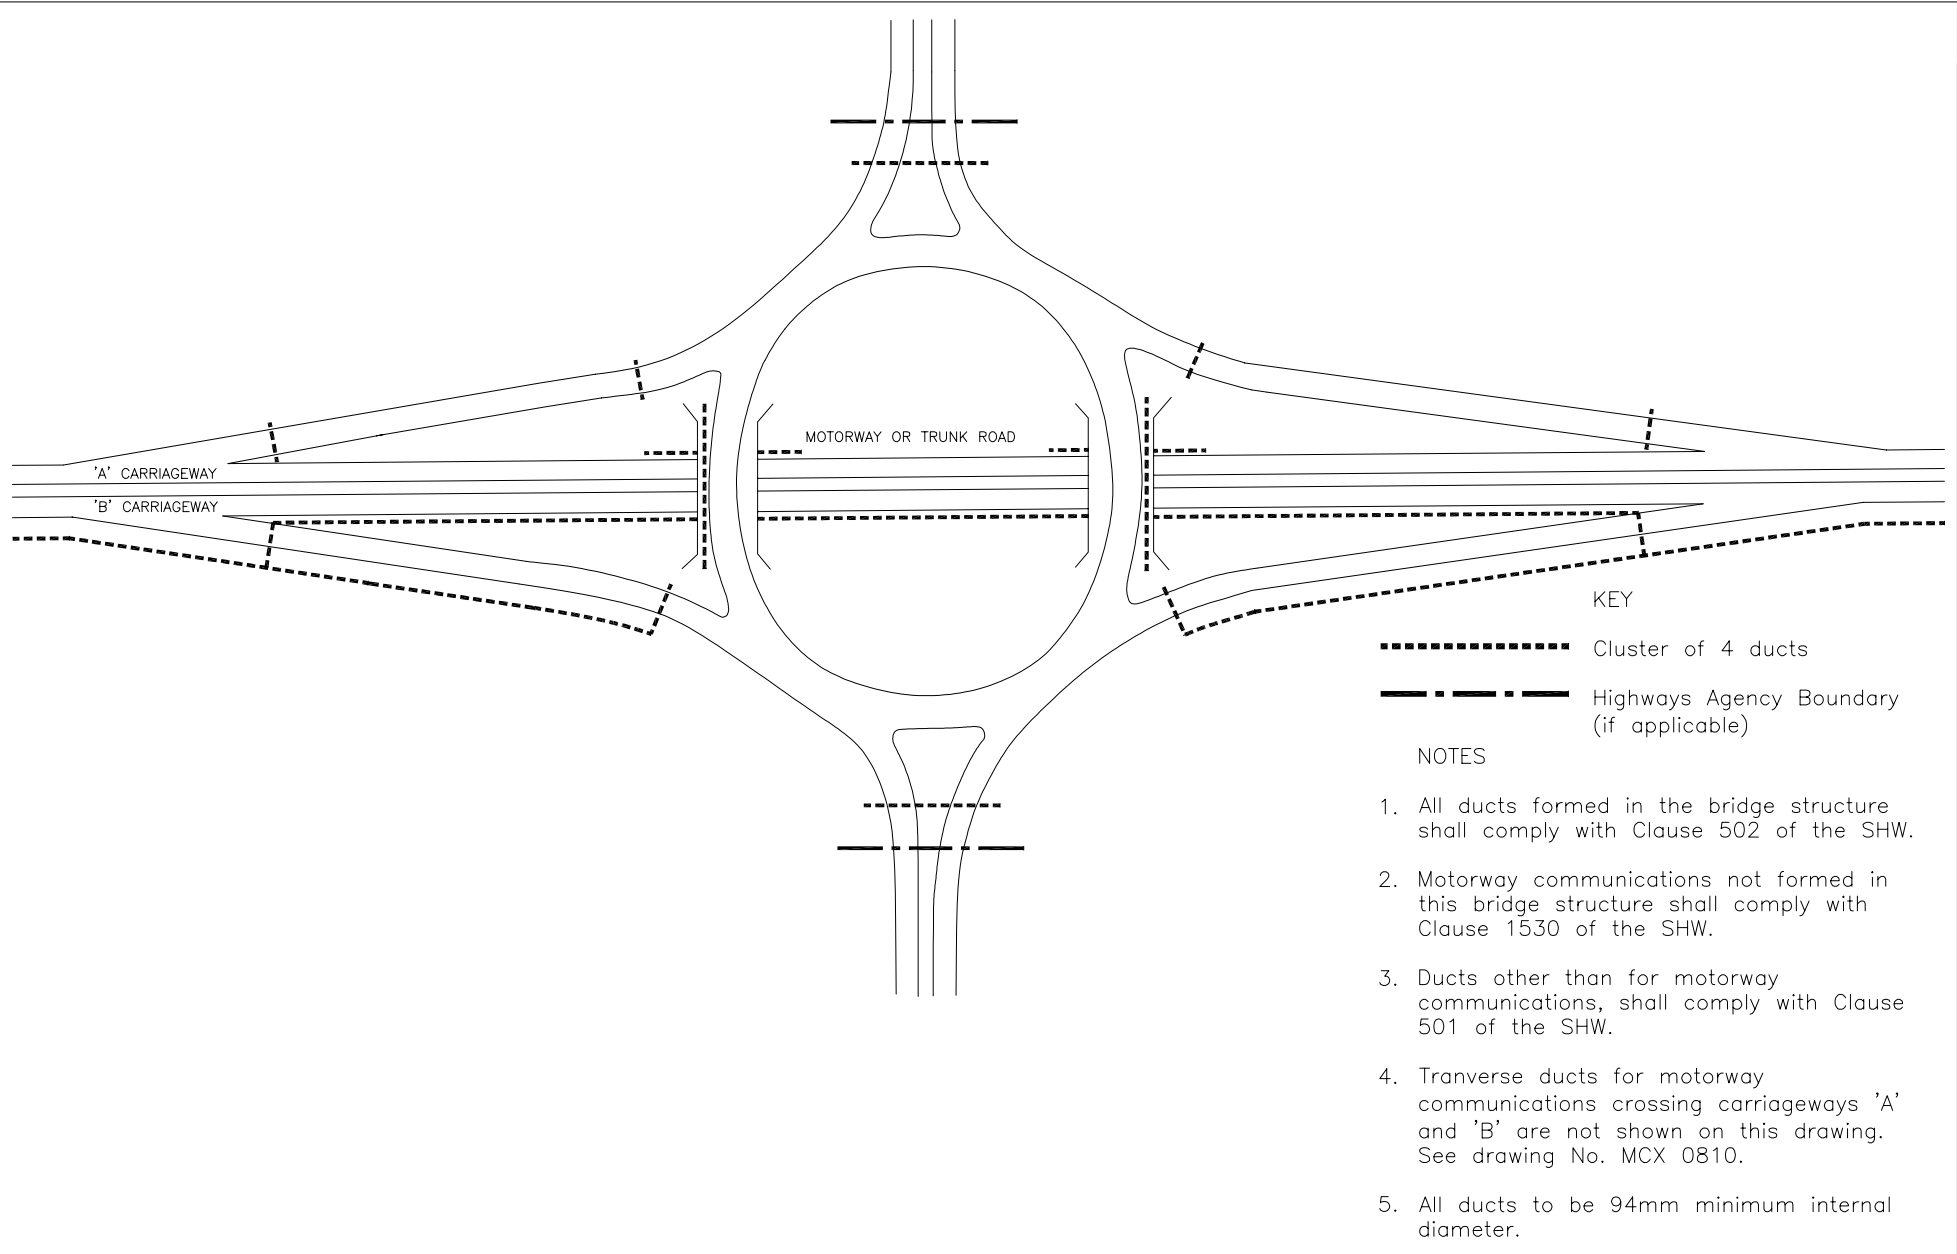 MOTORWAY OR TRUNK ROAD
'A' CARRIAGEWAY
'B' CARRIAGEWAY
KEY
Cluster of 4 ducts
Highways Agency Boundary
(if applicable)
NOTES
1. All ducts formed in the bridge structure
shall comply with Clause 502 of the SHW.
2. Motorway communications not formed in
this bridge structure shall comply with
Clause 1530 of the SHW.
3. Ducts other than for motorway
communications, shall comply with Clause
501 of the SHW.
4. Tranverse ducts for motorway
communications crossing carriageways 'A'
and 'B' are not shown on this drawing.
See drawing No. MCX 0810.
5. All ducts to be 94mm minimum internal
diameter.